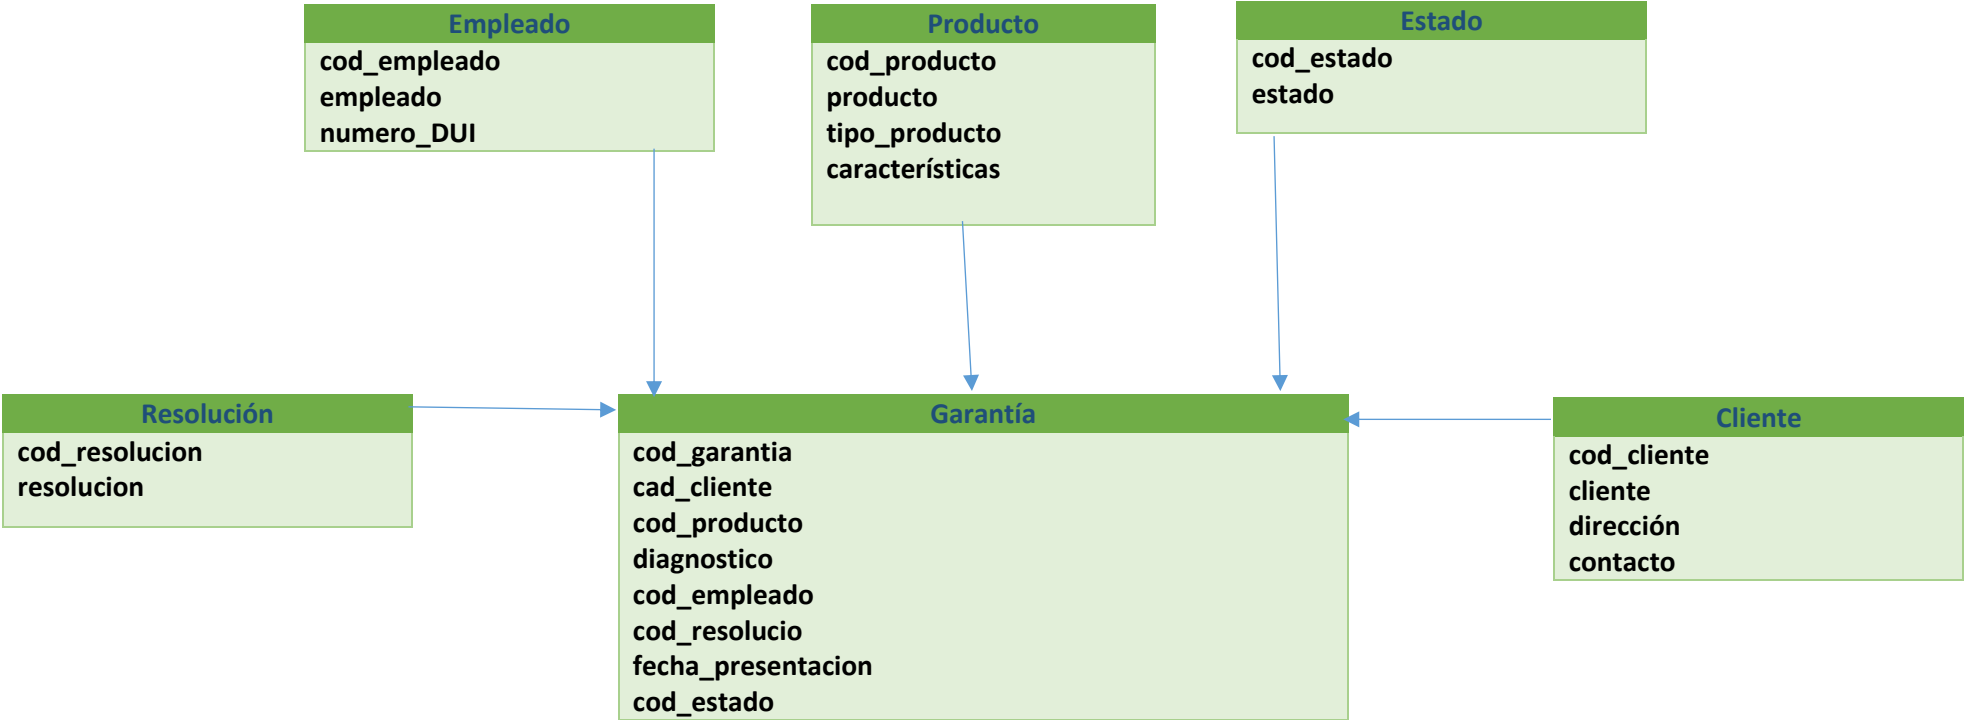 Empleado
cod_empleado
empleado
numero_DUI
Producto
cod_producto
producto
tipo_producto
características
Estado
cod_estado
estado
Resolución
cod_resolucion
resolucion
Garantía
cod_garantia
cad_cliente
cod_producto
diagnostico
cod_empleado
cod_resolucio
fecha_presentacion
cod_estado
Cliente
cod_cliente
cliente
dirección
contacto